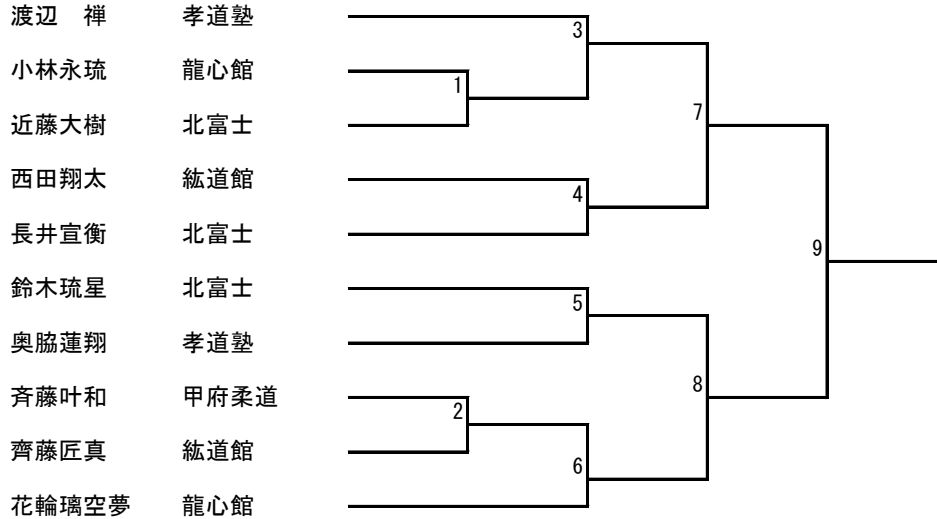 渡辺　禅　孝道塾
3
小林永琉　龍心館
1
近藤大樹　北富士
7
西田翔太　紘道館
4
長井宣衡　北富士
9
鈴木琉星　北富士
5
奥脇蓮翔　孝道塾
8
斉藤叶和　甲府柔道
2
齊藤匠真　紘道館
6
花輪璃空夢　龍心館